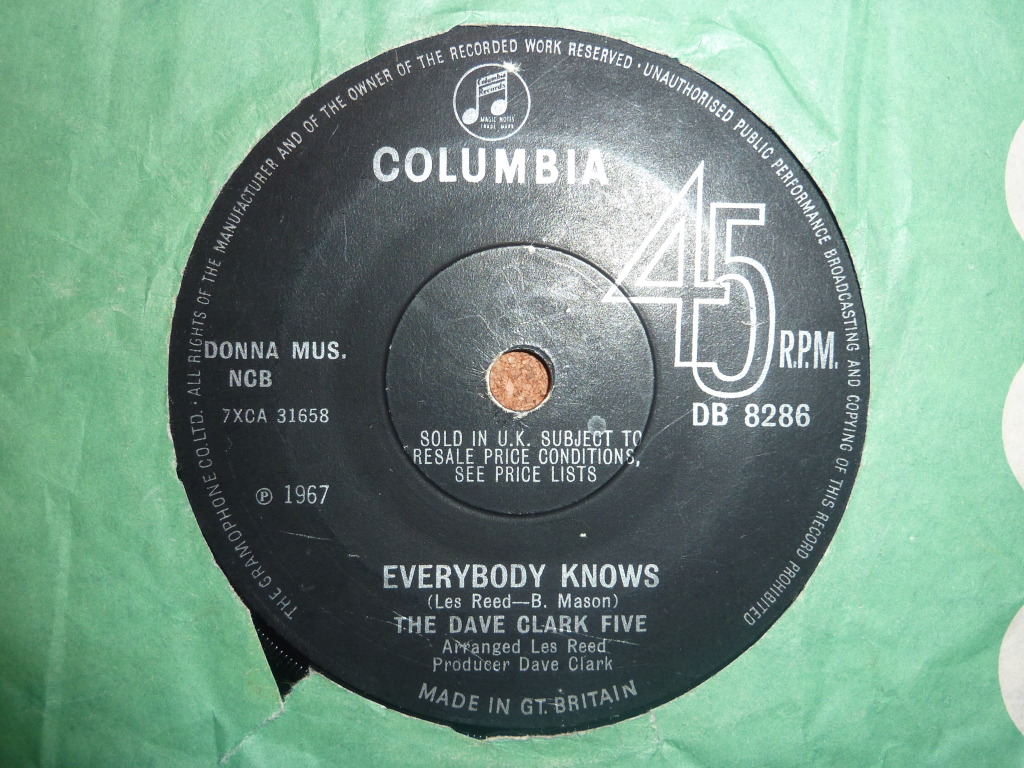 THE GRAMOPHONE CO.LTD. · ALL RIGHTS OF THE MANUFACTURER AND OF THE OWNER OF THE RECORDED WORK RESERVED · UNAUTHORISED PUBLIC PERFORMANCE BROADCASTING AND COPYING OF THIS RECORD PROHIBITED
Columbia
Records
MAGIC NOTES
TRADE MARK
COLUMBIA
45 R.P.M.
DONNA MUS.
NCB
7XCA 31658
DB 8286
SOLD IN U.K. SUBJECT TO
RESALE PRICE CONDITIONS,
SEE PRICE LISTS
℗ 1967
EVERYBODY KNOWS
(Les Reed—B. Mason)
THE DAVE CLARK FIVE
Arranged Les Reed
Producer Dave Clark
MADE IN GT. BRITAIN